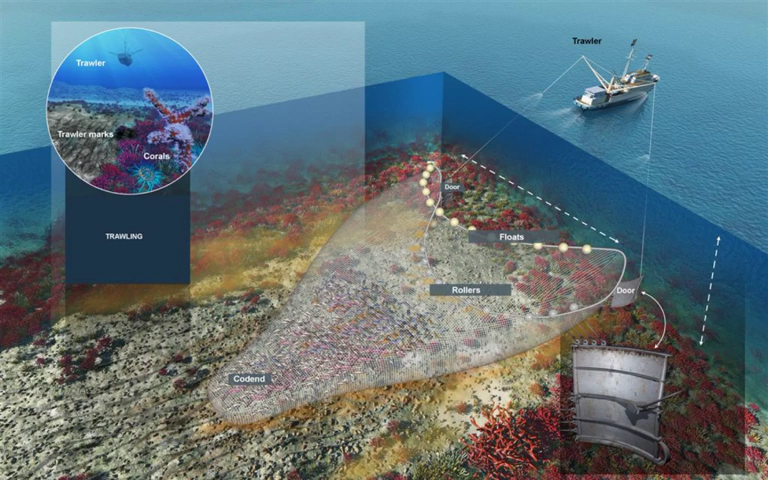 Trawler
Trawler
Trawler marks
Corals
Door
TRAWLING
Floats
Rollers
Door
Codend